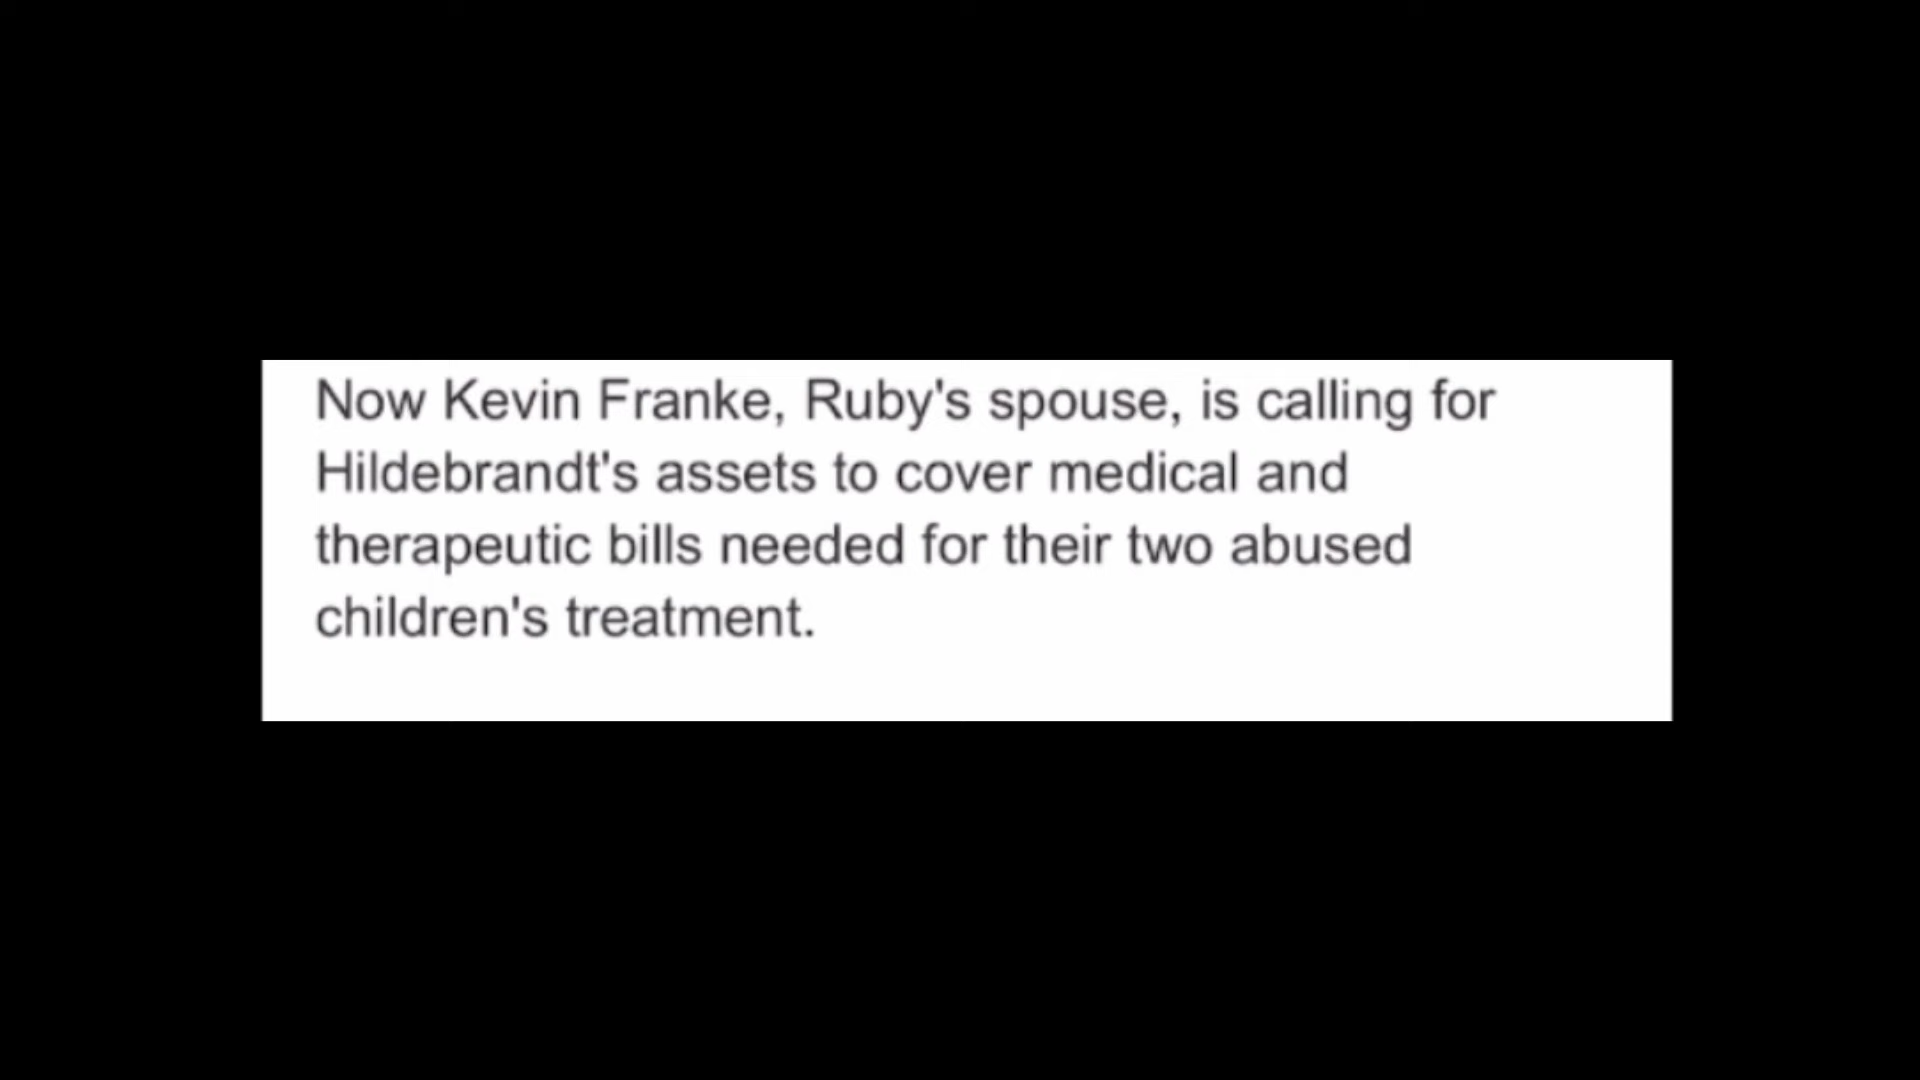 Now Kevin Franke, Ruby's spouse, is calling for
Hildebrandt's assets to cover medical and
therapeutic bills needed for their two abused
children's treatment.